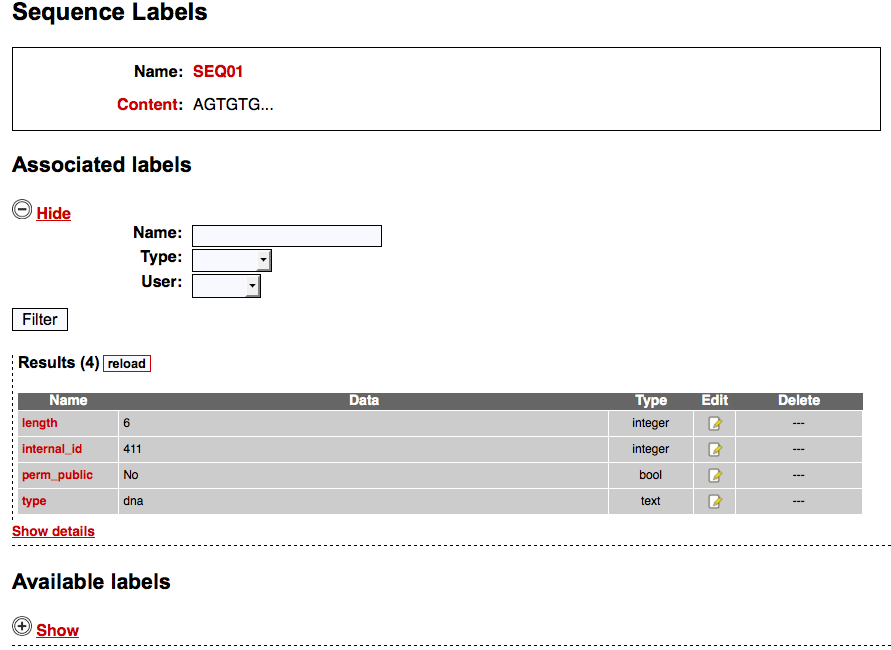 Sequence Labels
Name: SEQ01
Content: AGTGTG...
Associated labels
Hide
Name:
Type:
User:
Filter
Results (4) reload
Name Data Type Edit Delete
length 6 integer ---
internal_id 411 integer ---
perm_public No bool ---
type dna text ---
Show details
Available labels
Show